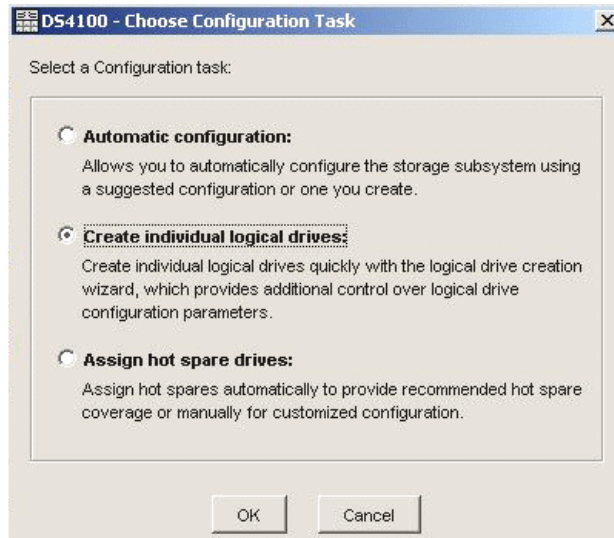 DS4100 - Choose Configuration Task
Select a Configuration task:
Automatic configuration:
Allows you to automatically configure the storage subsystem using
a suggested configuration or one you create.
Create individual logical drives:
Create individual logical drives quickly with the logical drive creation
wizard, which provides additional control over logical drive
configuration parameters.
Assign hot spare drives:
Assign hot spares automatically to provide recommended hot spare
coverage or manually for customized configuration.
OK
Cancel